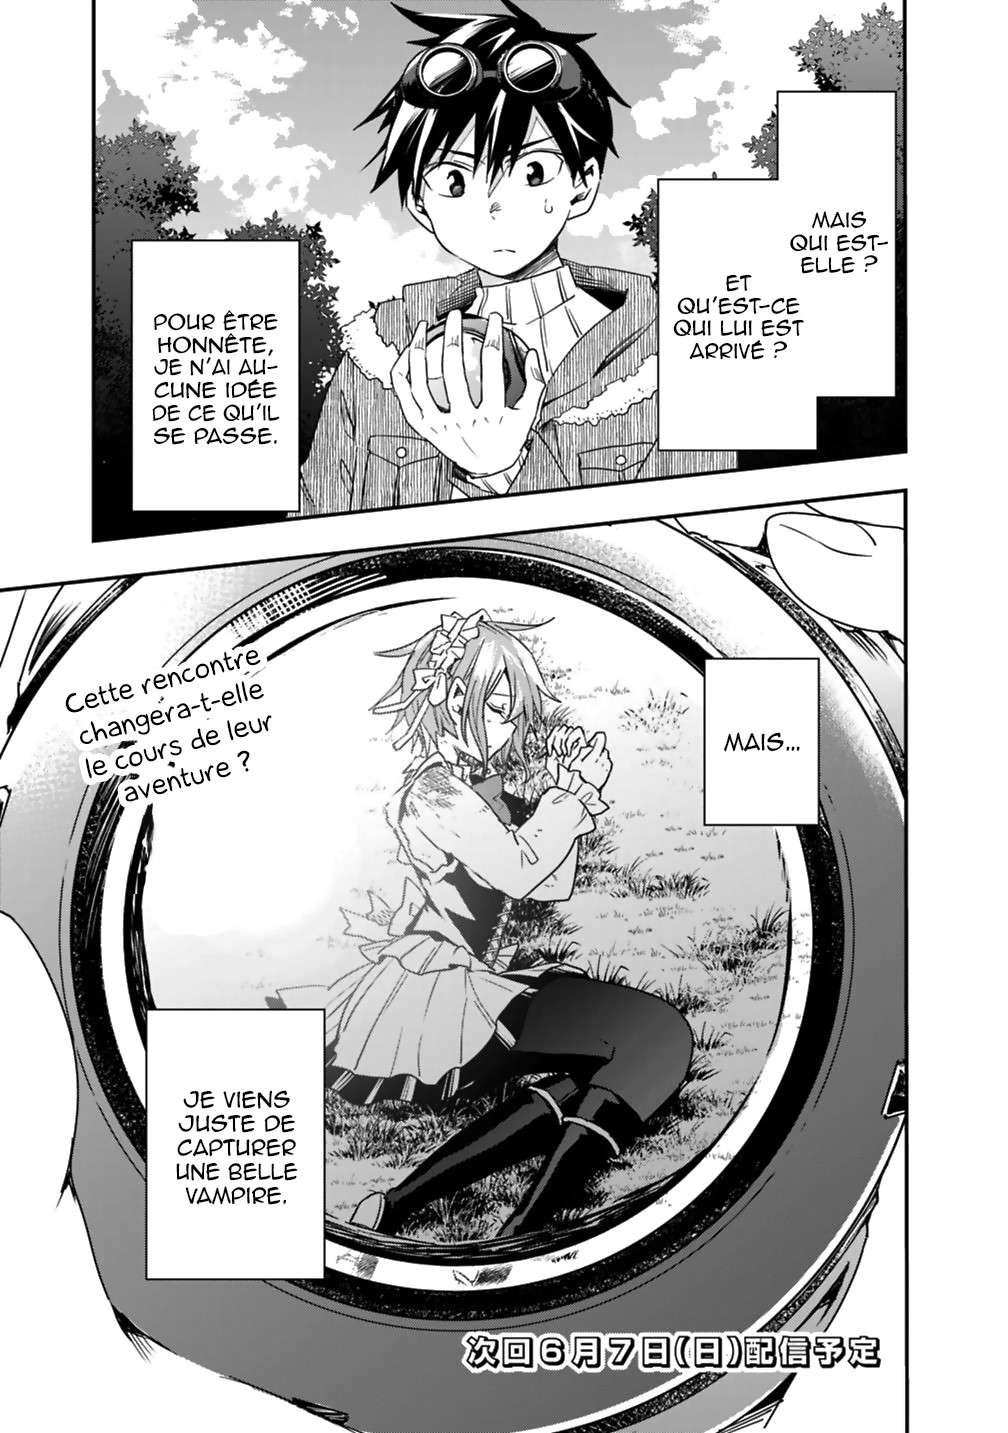 MAIS
QUI EST-
ELLE ?
ET
QU'EST-CE
QUI LUI EST
ARRIVÉ ?
POUR ÊTRE
HONNÊTE,
JE N'AI AU-
CUNE IDÉE
DE CE QU'IL
SE PASSE.
MAIS...
Cette rencontre
changera-t-elle
le cours de leur
aventure ?
JE VIENS
JUSTE DE
CAPTURER
UNE BELLE
VAMPIRE.
次回6月7日(日)配信予定